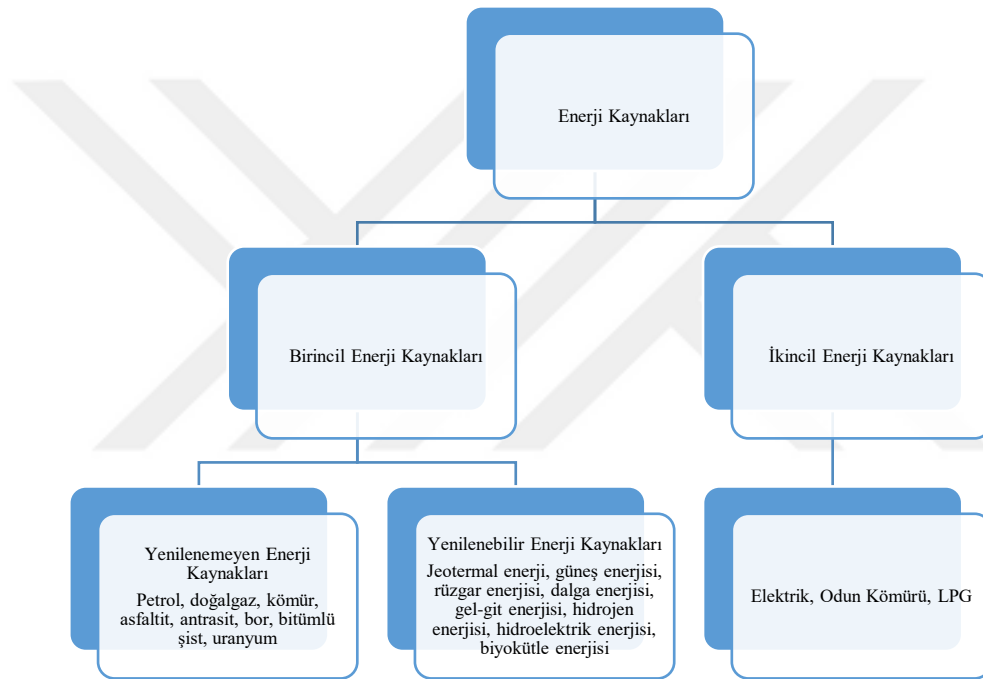 Enerji Kaynakları
Birincil Enerji Kaynakları
İkincil Enerji Kaynakları
Yenilenemeyen Enerji
Kaynakları
Petrol, doğalgaz, kömür,
asfaltit, antrasit, bor, bitümlü
şist, uranyum
Yenilenebilir Enerji Kaynakları
Jeotermal enerji, güneş enerjisi,
rüzgar enerjisi, dalga enerjisi,
gel-git enerjisi, hidrojen
enerjisi, hidroelektrik enerjisi,
biyokütle enerjisi
Elektrik, Odun Kömürü, LPG